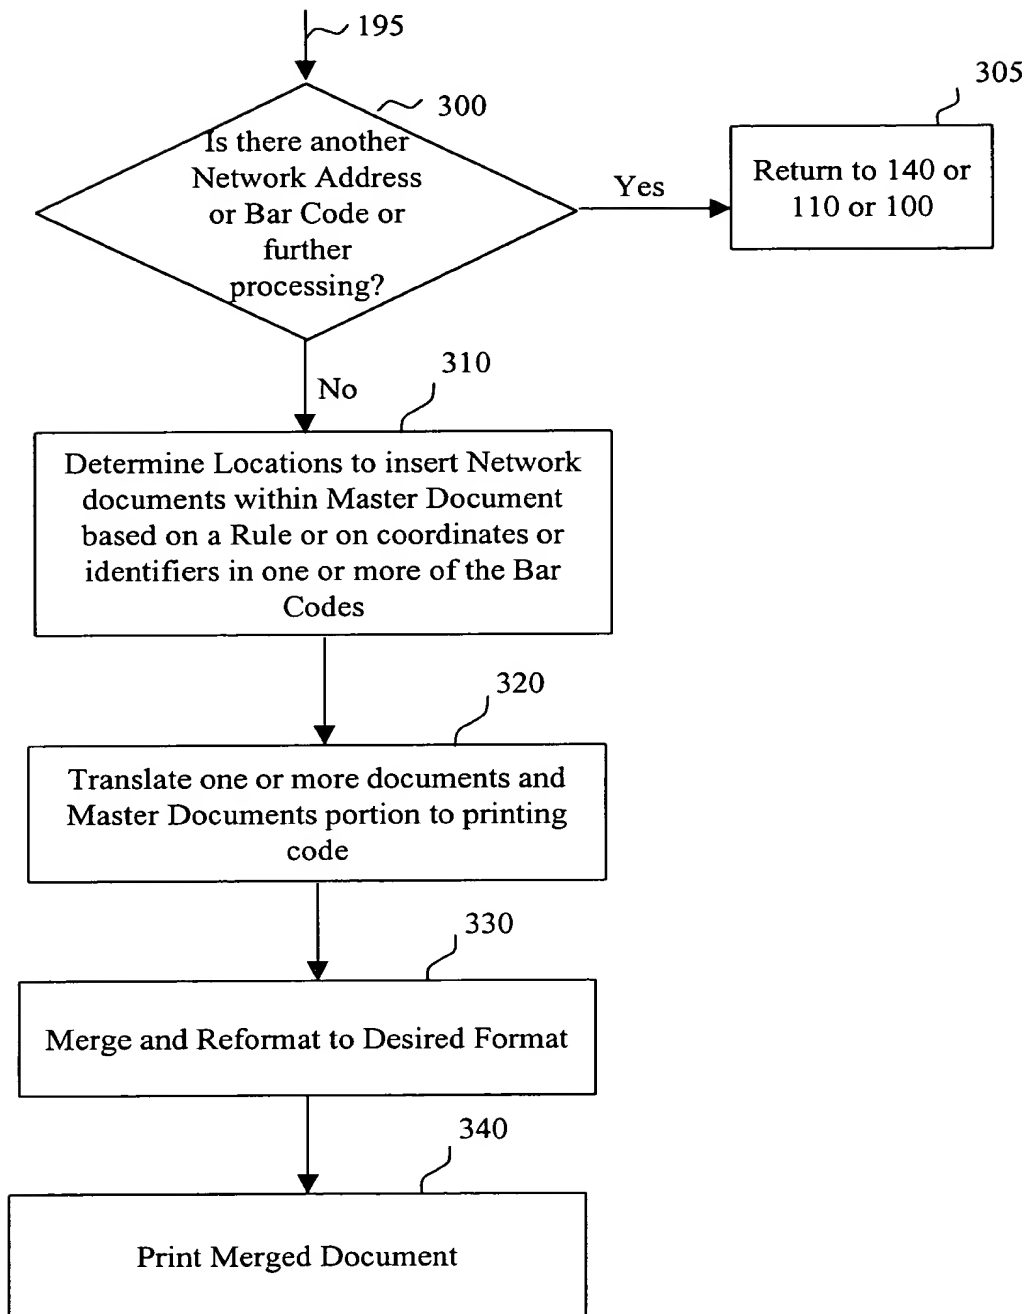 195
300
Is there another
Network Address
or Bar Code or
further
processing?
Yes
305
Return to 140 or
110 or 100
No
310
Determine Locations to insert Network
documents within Master Document
based on a Rule or on coordinates or
identifiers in one or more of the Bar
Codes
320
Translate one or more documents and
Master Documents portion to printing
code
330
Merge and Reformat to Desired Format
340
Print Merged Document